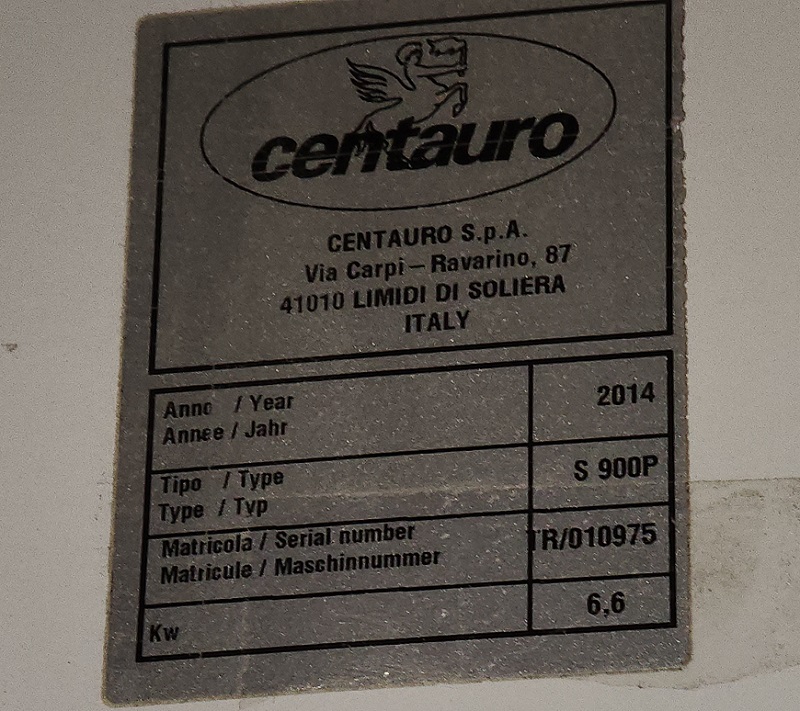 centauro
CENTAURO S.p.A.
Via Carpi – Ravarino, 87
41010 LIMIDI DI SOLIERA
ITALY
Anno / Year
Annee / Jahr
2014
Tipo / Type
Type / Typ
S 900P
Matricola / Serial number
Matricule / Maschinnummer
TR/010975
Kw
6,6